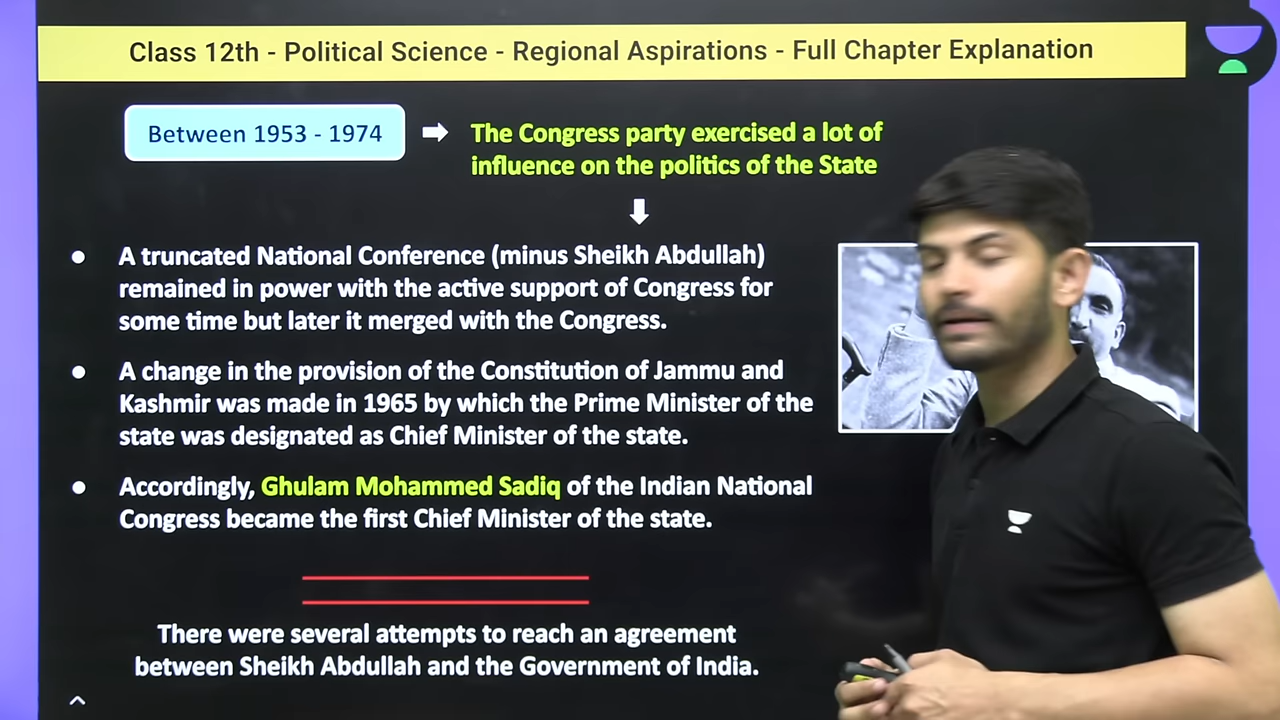 Class 12th - Political Science - Regional Aspirations - Full Chapter Explanation
Between 1953 - 1974
The Congress party exercised a lot of
influence on the politics of the State
A truncated National Conference (minus Sheikh Abdullah)
remained in power with the active support of Congress for
some time but later it merged with the Congress.
A change in the provision of the Constitution of Jammu and
Kashmir was made in 1965 by which the Prime Minister of the
state was designated as Chief Minister of the state.
Accordingly, Ghulam Mohammed Sadiq of the Indian National
Congress became the first Chief Minister of the state.
There were several attempts to reach an agreement
between Sheikh Abdullah and the Government of India.